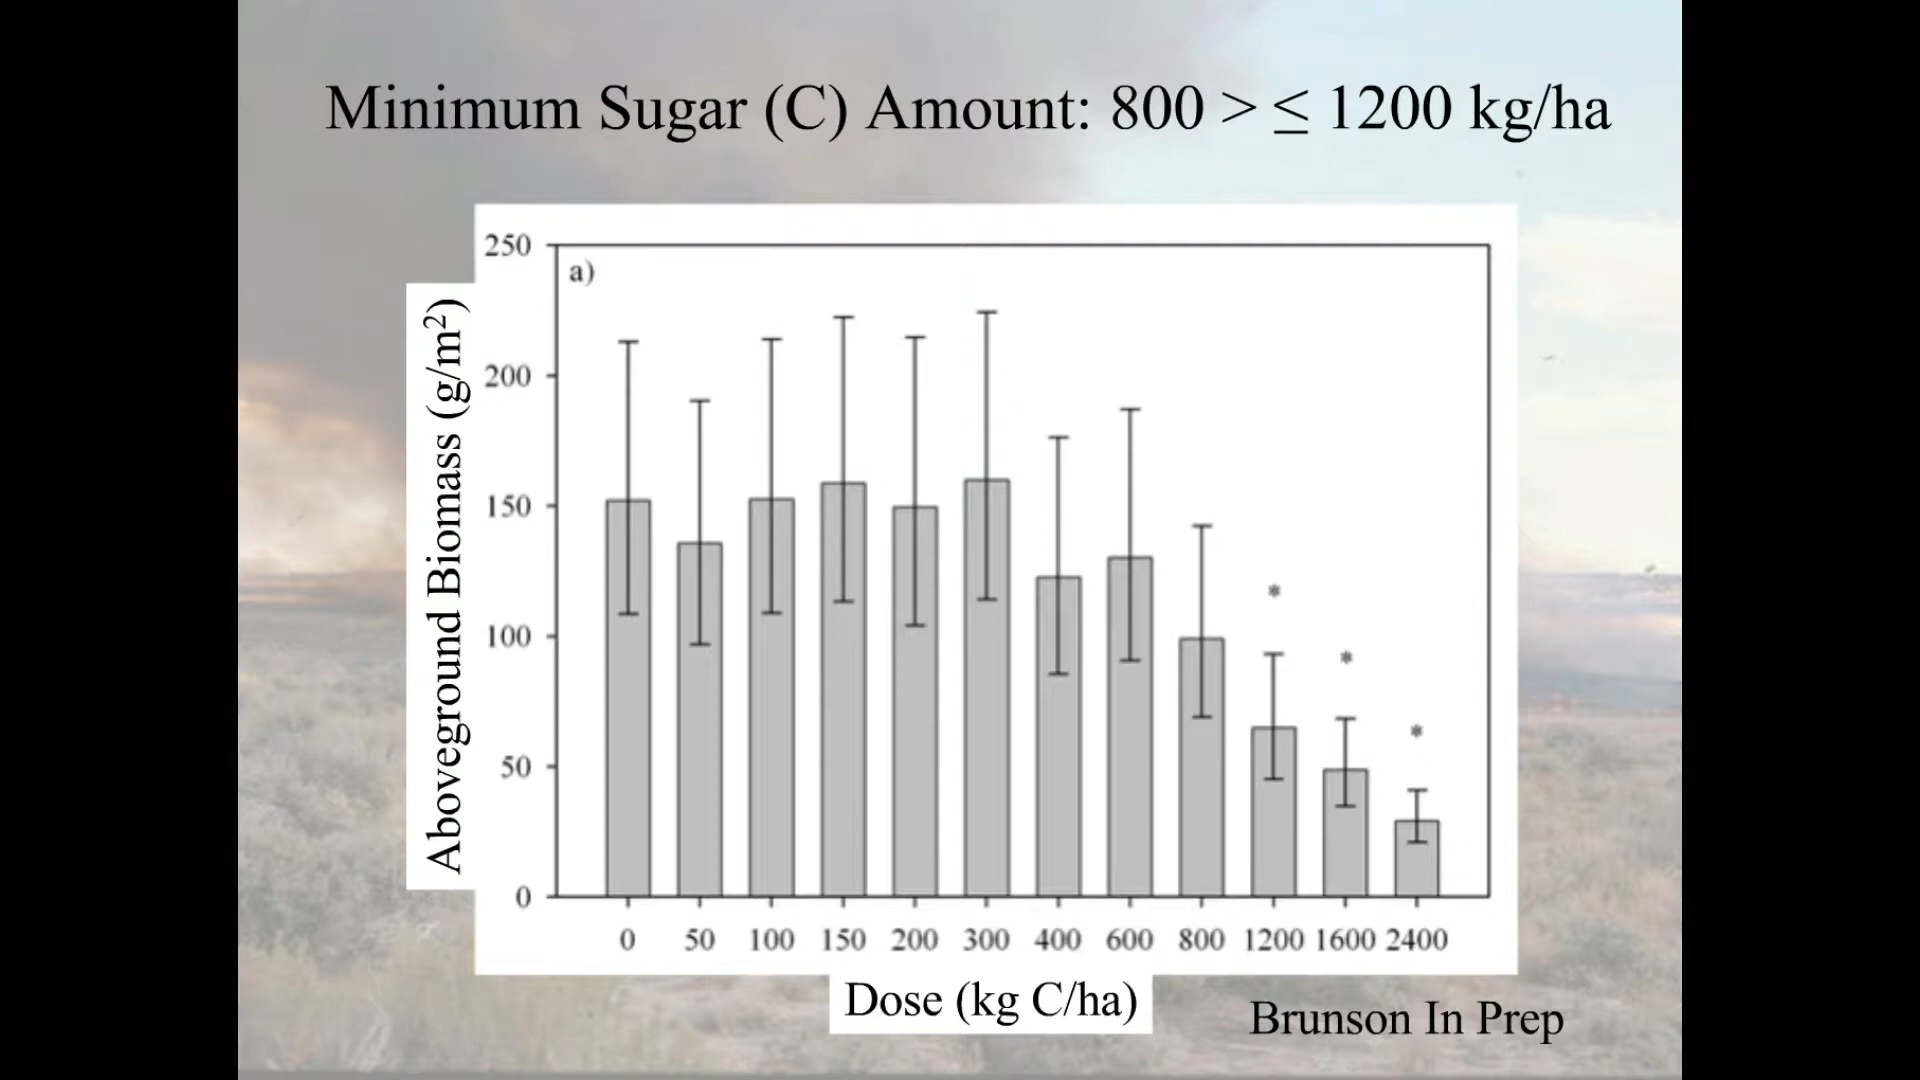 Minimum Sugar (C) Amount: 800 > ≤ 1200 kg/ha
a)
250
200
150
100
50
0
Aboveground Biomass (g/m²)
*
*
*
0 50 100 150 200 300 400 600 800 1200 1600 2400
Dose (kg C/ha)
Brunson In Prep